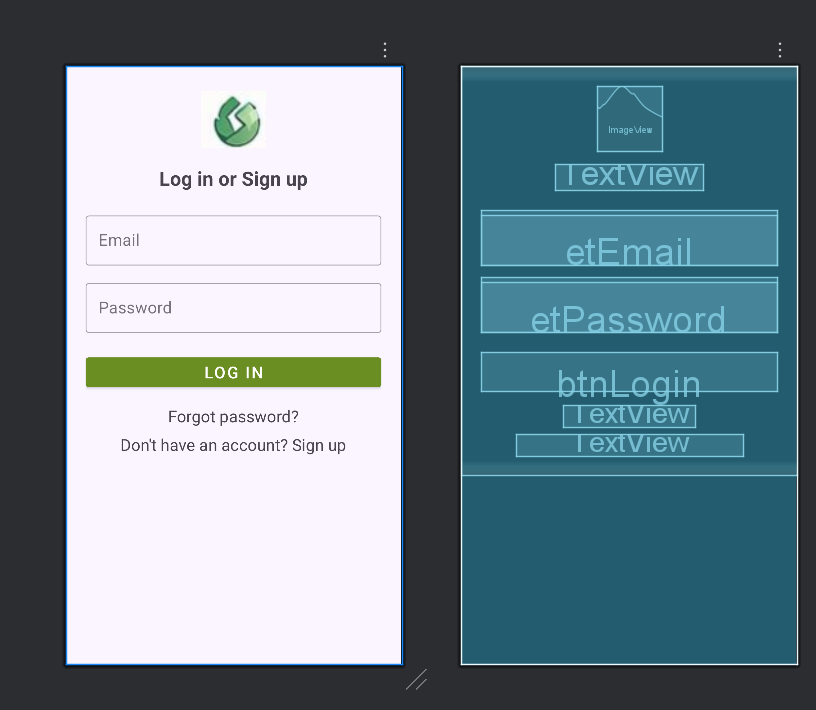 Log in or Sign up
Email
Password
LOG IN
Forgot password?
Don't have an account? Sign up
ImageView
TextView
etEmail
etPassword
btnLogin
TextView
TextView